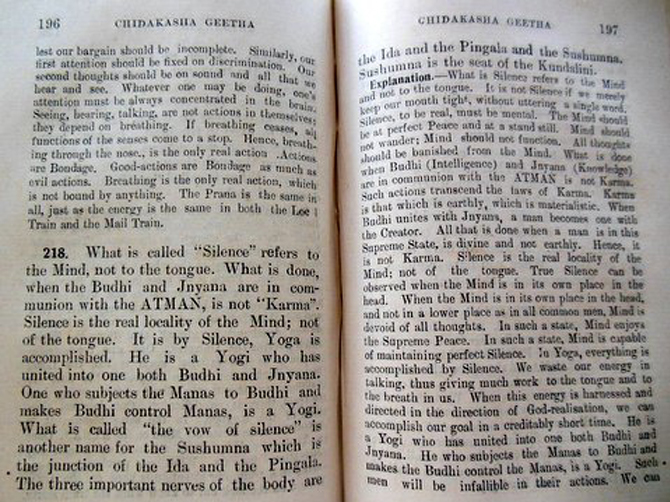 196 CHIDAKASHA GEETHA
lest our bargain should be incomplete. Similarly, our
first attention should be fixed on discrimination. Our
second thoughts should be on sound and all that we
hear and see. Whatever one may be doing, one's
attention must be always concentrated in the brain.
Seeing, hearing, talking, are not actions in themselves;
they depend on breathing. If breathing ceases, all
functions of the senses come to a stop. Hence, breath-
ing through the nose., is the only real action .Actions
are Bondage. Good-actions are Bondage as much as
evil actions. Breathing is the only real action, which
is not bound by anything. The Prana is the same in
all, just as the energy is the same in both the
Train and the Mail Train.
218. What is called "Silence" refers to
the Mind, not to the tongue. What is done,
when the Budhi and Jnyana are in com-
munion with the ATMAN, is not "Karma".
Silence is the real locality of the Mind; not
of the tongue. It is by Silence, Yoga is
accomplished. He is a Yogi who has
united into one both Budhi and Jnyana.
One who subjects the Manas to Budhi and
makes Budhi control Manas, is a Yogi.
What is called "the vow of silence" is
another name for the Sushumna which is
the junction of the Ida and the Pingala.
The three important nerves of the body are
CHIDAKASHA GEETHA 197
the Ida and the Pingala and the Sushumna.
Sushumna is the seat of the Kundalini.
Explanation.—What is Silence refers to the Mind
and not to the tongue. It is not Silence if we merely
keep our mouth tight, without uttering a single word.
Silence, to be real, must be mental. The Mind should
be at perfect Peace and at a stand still. Mind should
not wander; Mind should not function. All thoughts
should be banished from the Mind. What is done
when Budhi (Intelligence) and Jnyana (Knowledge)
are in communion with the ATMAN is not Karma.
Such actions transcend the laws of Karma. Karma
is that which is earthly, which is materialistic. When
Budhi unites with Jnyana, a man becomes one with
the Creator. All that is done when a man is in this
Supreme State, is divine and not earthly. Hence, it
is not Karma. Silence is the real locality of the
Mind; not of the tongue. True Silence can be
observed when the Mind is in its own place in the
head. When the Mind is in its own place in the head,
and not in a lower place as in all common men, Mind is
devoid of all thoughts. In such a state, Mind enjoys
the Supreme Peace. In such a state, Mind is capable
of maintaining perfect Silence. In Yoga, everything is
accomplished by Silence. We waste our energy in
talking, thus giving much work to the tongue and to
the breath in us. When this energy is harnessed and
directed in the direction of God-realisation, we can
accomplish our goal in a creditably short time. He is
a Yogi who has united into one both Budhi and
Jnyana. He who subjects the Manas to Budhi and
makes the Budhi control the Manas, is a Yogi. Such
men will be infallible in their actions. We can